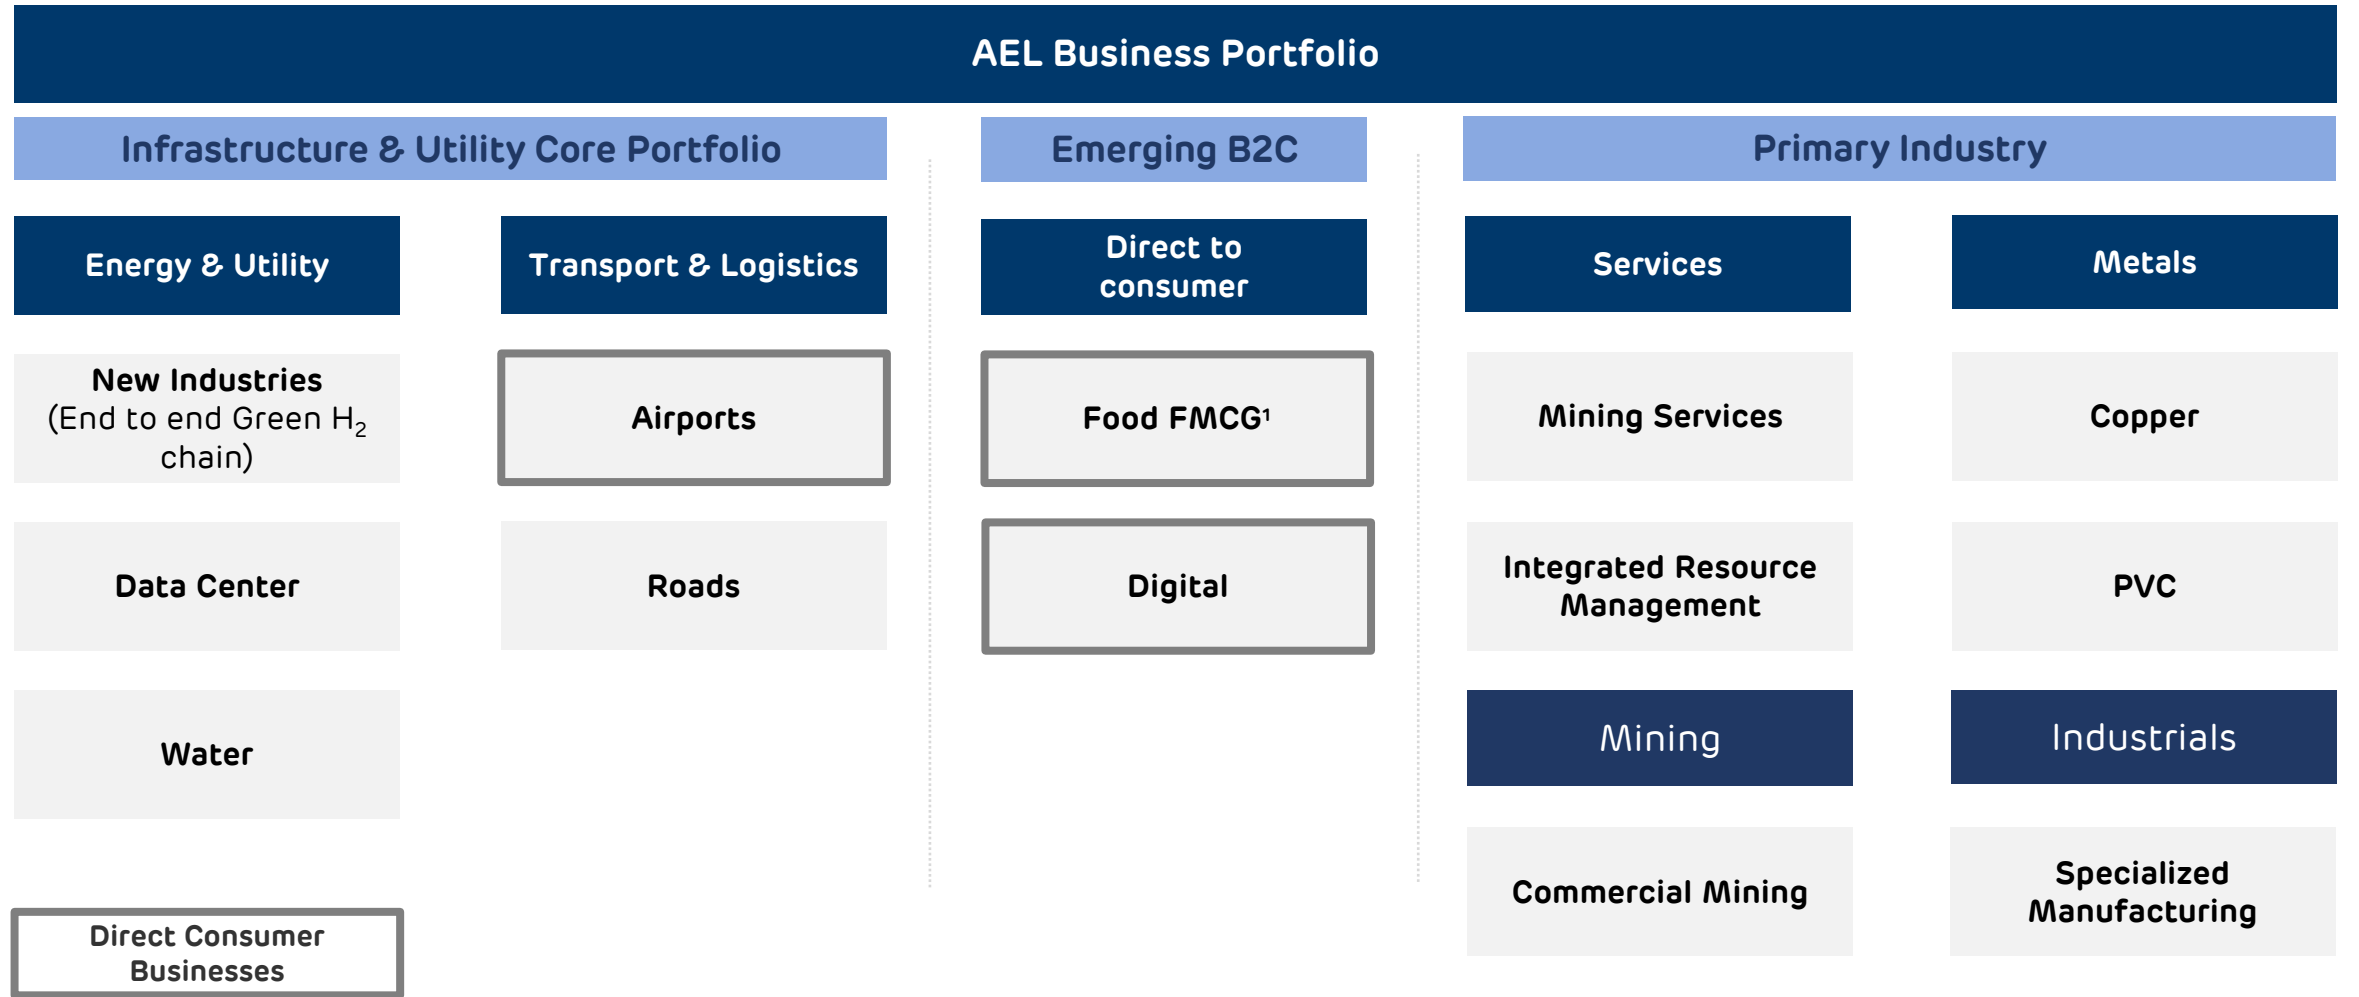 AEL Business Portfolio
Infrastructure & Utility Core Portfolio
Energy & Utility
New Industries
(End to end Green H₂
chain)
Data Center
Water
Transport & Logistics
Airports
Roads
Emerging B2C
Direct to
consumer
Food FMCG¹
Digital
Primary Industry
Services
Mining Services
Integrated Resource
Management
Mining
Commercial Mining
Metals
Copper
PVC
Industrials
Specialized
Manufacturing
Direct Consumer
Businesses